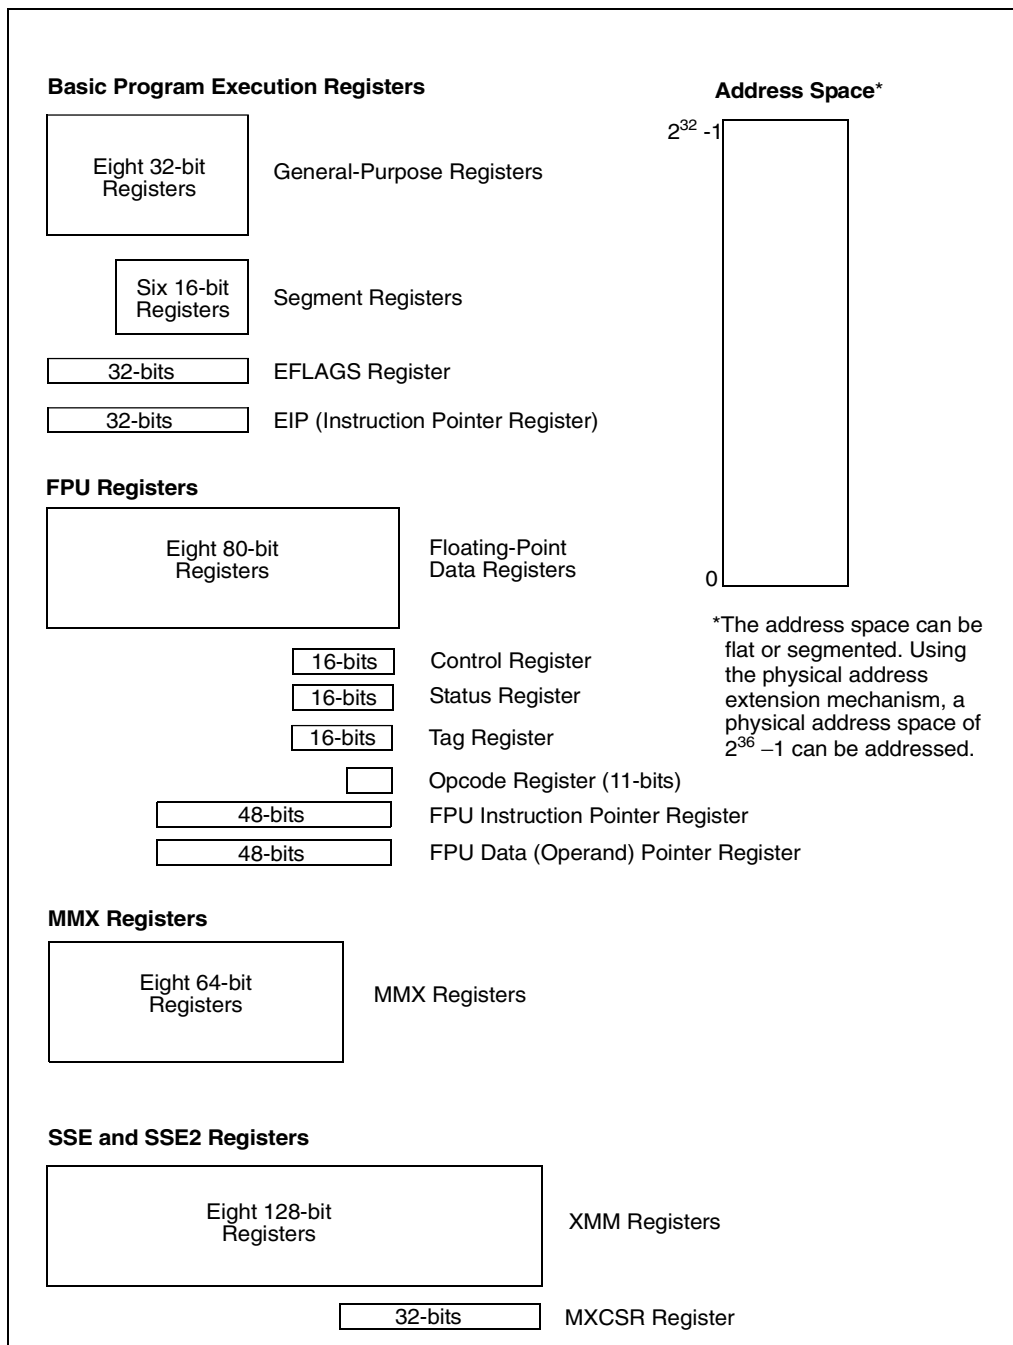 Basic Program Execution Registers
Eight 32-bit
Registers
General-Purpose Registers
Six 16-bit
Registers
Segment Registers
32-bits
EFLAGS Register
32-bits
EIP (Instruction Pointer Register)
Address Space*
2^32 -1
0
*The address space can be
flat or segmented. Using
the physical address
extension mechanism, a
physical address space of
2^36 –1 can be addressed.
FPU Registers
Eight 80-bit
Registers
Floating-Point
Data Registers
16-bits
Control Register
16-bits
Status Register
16-bits
Tag Register
Opcode Register (11-bits)
48-bits
FPU Instruction Pointer Register
48-bits
FPU Data (Operand) Pointer Register
MMX Registers
Eight 64-bit
Registers
MMX Registers
SSE and SSE2 Registers
Eight 128-bit
Registers
XMM Registers
32-bits
MXCSR Register